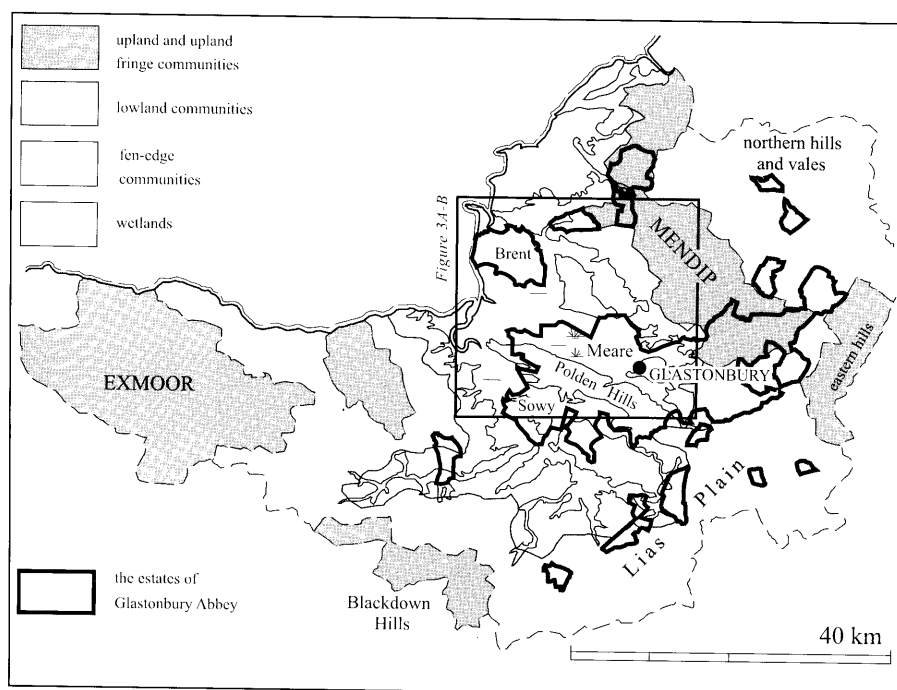 upland and upland
fringe communities
lowland communities
fen-edge
communities
wetlands
the estates of
Glastonbury Abbey
northern hills
and vales
Figure 3A-B
Brent
MENDIP
Meare
GLASTONBURY
Polden Hills
Sowy
eastern hills
EXMOOR
Lias Plain
Blackdown
Hills
40 km